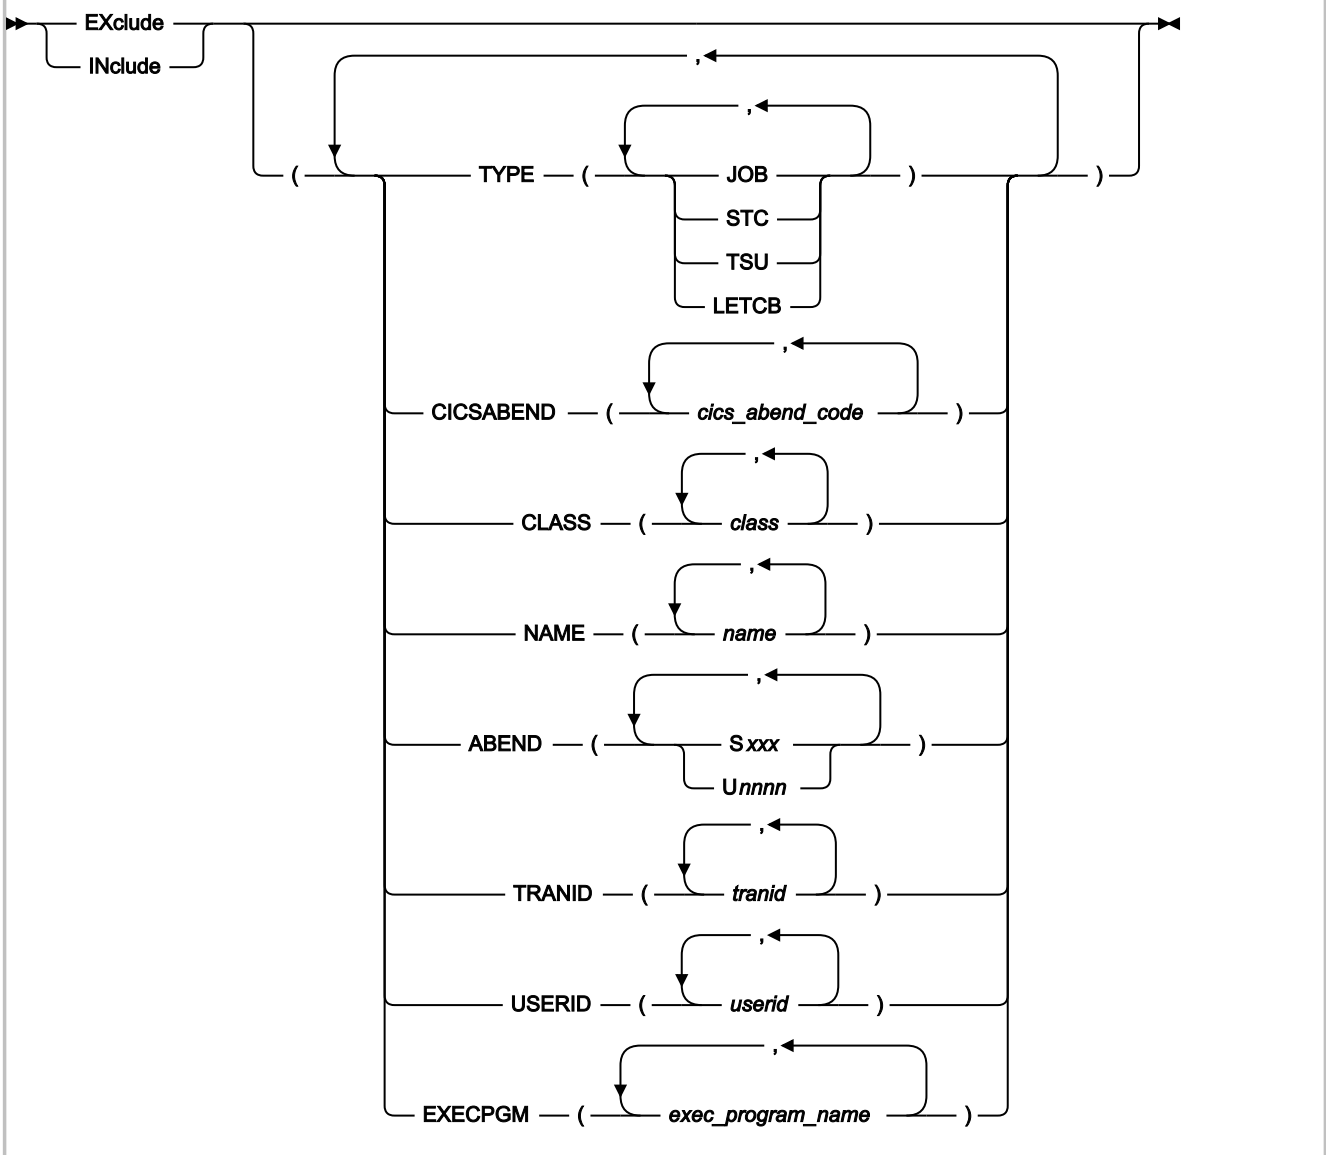 EXclude
INclude
,
,
( TYPE ( JOB ) )
STC
TSU
LETCB
,
CICSABEND ( cics_abend_code )
,
CLASS ( class )
,
NAME ( name )
,
ABEND ( Sxxx )
Unnnn
,
TRANID ( tranid )
,
USERID ( userid )
,
EXECPGM ( exec_program_name )